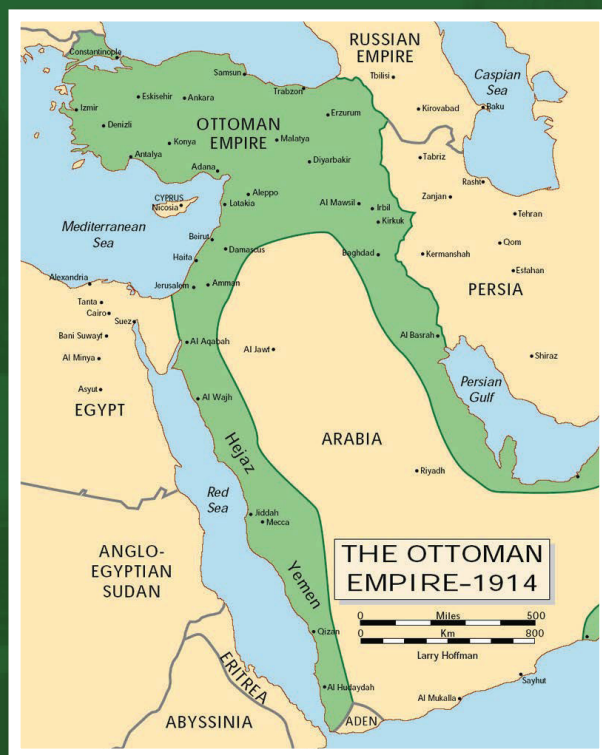 Constantinople
RUSSIAN
EMPIRE
Tbilisi
Caspian
Sea
Samsun
Trabzon
Kirovabad
Baku
Eskisehir
Ankara
Izmir
Erzurum
OTTOMAN
EMPIRE
Denizli
Konya
Malatya
Antalya
Adana
Diyarbakir
Tabriz
Rasht
Zanjan
CYPRUS
Nicosia
Aleppo
Latakia
Al Mawsil
Irbil
Kirkuk
Tehran
Mediterranean
Sea
Beirut
Damascus
Haifa
Baghdad
Kermanshah
Qom
Esfahan
Alexandria
Jerusalem
Amman
PERSIA
Tanta
Cairo
Suez
Bani Suwayf
Al Minya
Al Aqabah
Al Jawf
Al Basrah
Shiraz
Asyut
EGYPT
Al Wajh
Persian
Gulf
Hejaz
ARABIA
Riyadh
Red
Sea
Jiddah
Mecca
ANGLO-
EGYPTIAN
SUDAN
Yemen
THE OTTOMAN
EMPIRE–1914
0 Miles 500
0 Km 800
Larry Hoffman
Qizan
ERITREA
Al Hudaydah
Sayhut
Al Mukalla
ABYSSINIA
ADEN